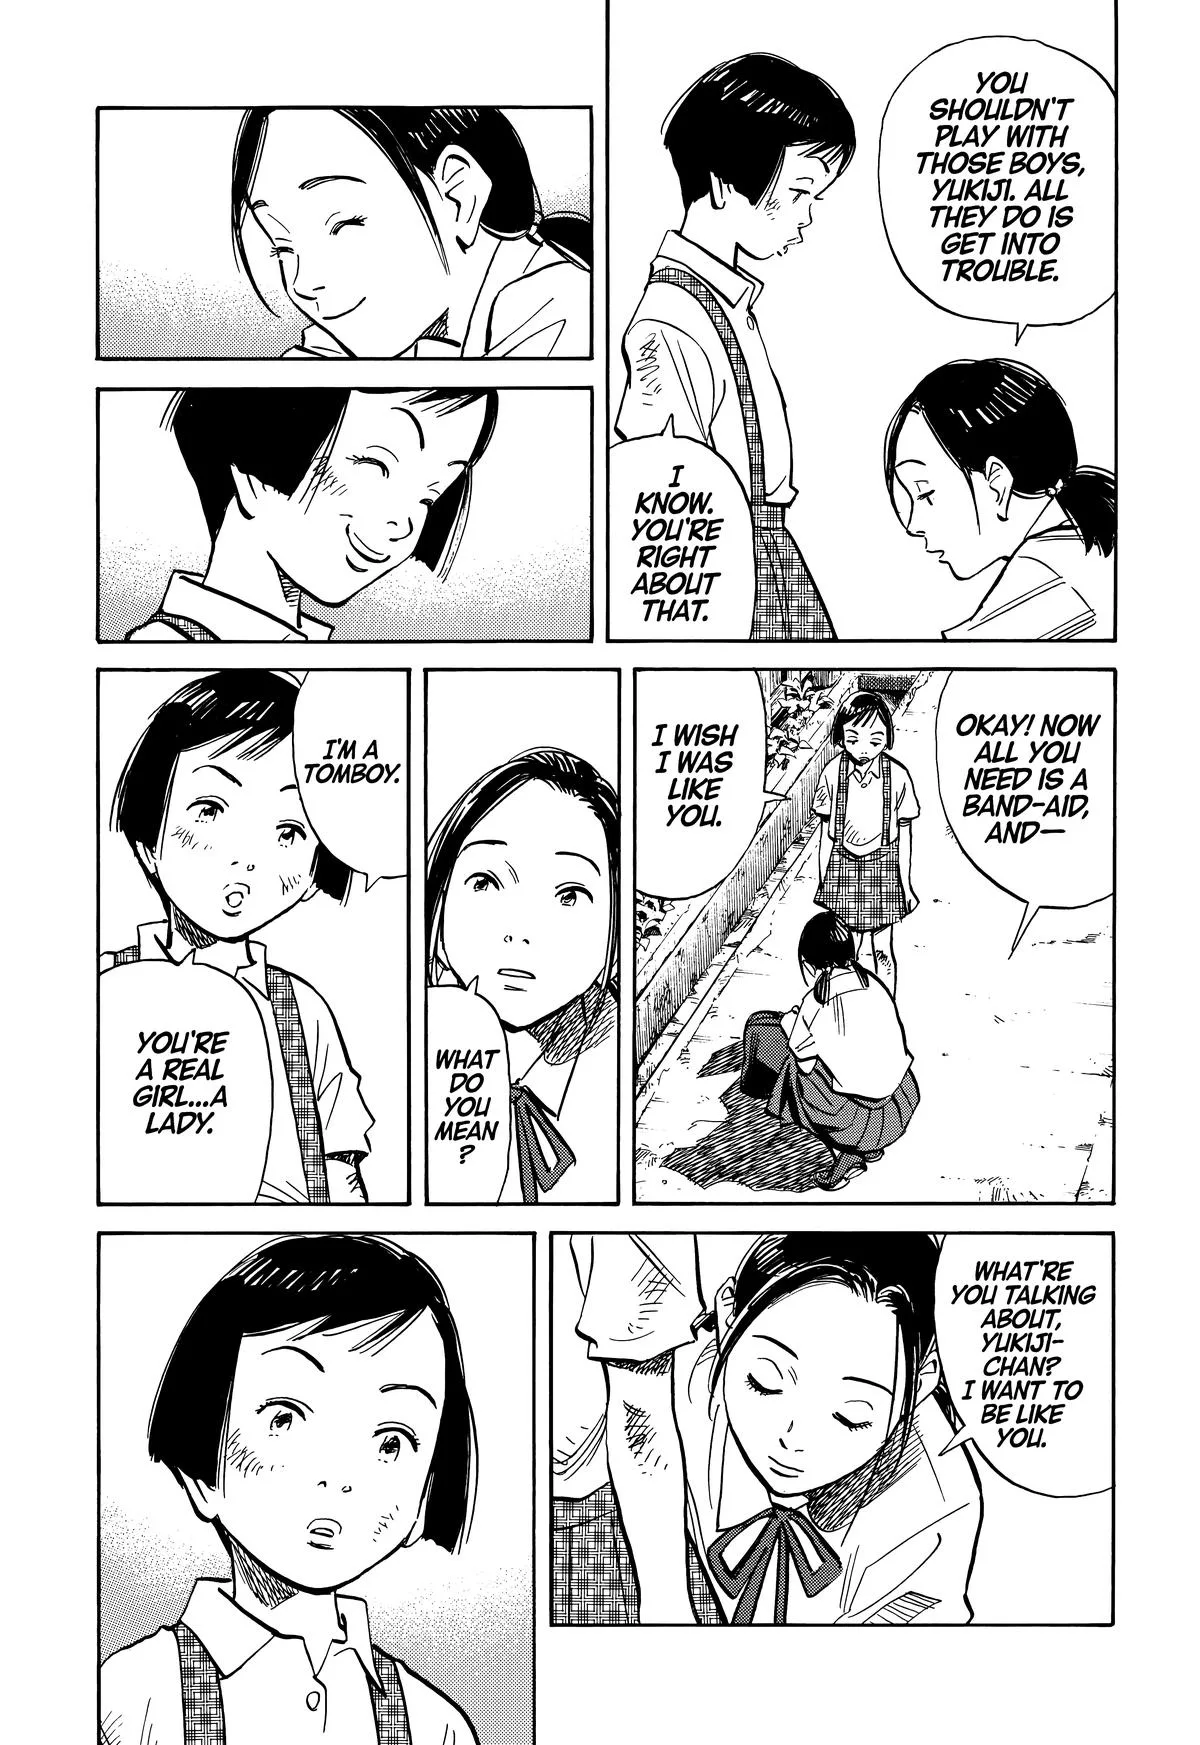 YOU
SHOULDN'T
PLAY WITH
THOSE BOYS,
YUKIJI. ALL
THEY DO IS
GET INTO
TROUBLE.
I
KNOW.
YOU'RE
RIGHT
ABOUT
THAT.
OKAY! NOW
ALL YOU
NEED IS A
BAND-AID,
AND—
I WISH
I WAS
LIKE
YOU.
WHAT
DO
YOU
MEAN
?
I'M A
TOMBOY.
YOU'RE
A REAL
GIRL...A
LADY.
WHAT'RE
YOU TALKING
ABOUT,
YUKIJI-
CHAN?
I WANT TO
BE LIKE
YOU.